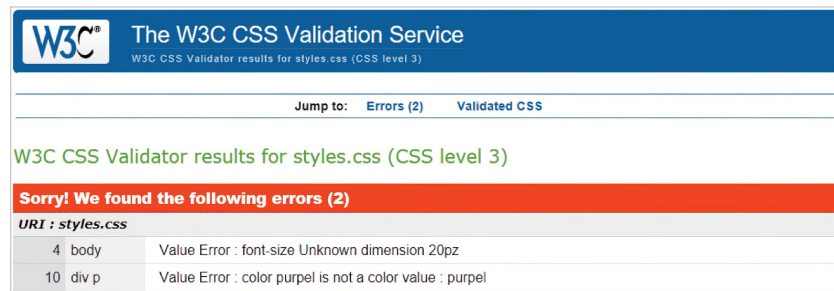 W3C® The W3C CSS Validation Service
W3C CSS Validator results for styles.css (CSS level 3)
Jump to: Errors (2) Validated CSS
W3C CSS Validator results for styles.css (CSS level 3)
Sorry! We found the following errors (2)
URI : styles.css
4 body Value Error : font-size Unknown dimension 20pz
10 div p Value Error : color purpel is not a color value : purpel